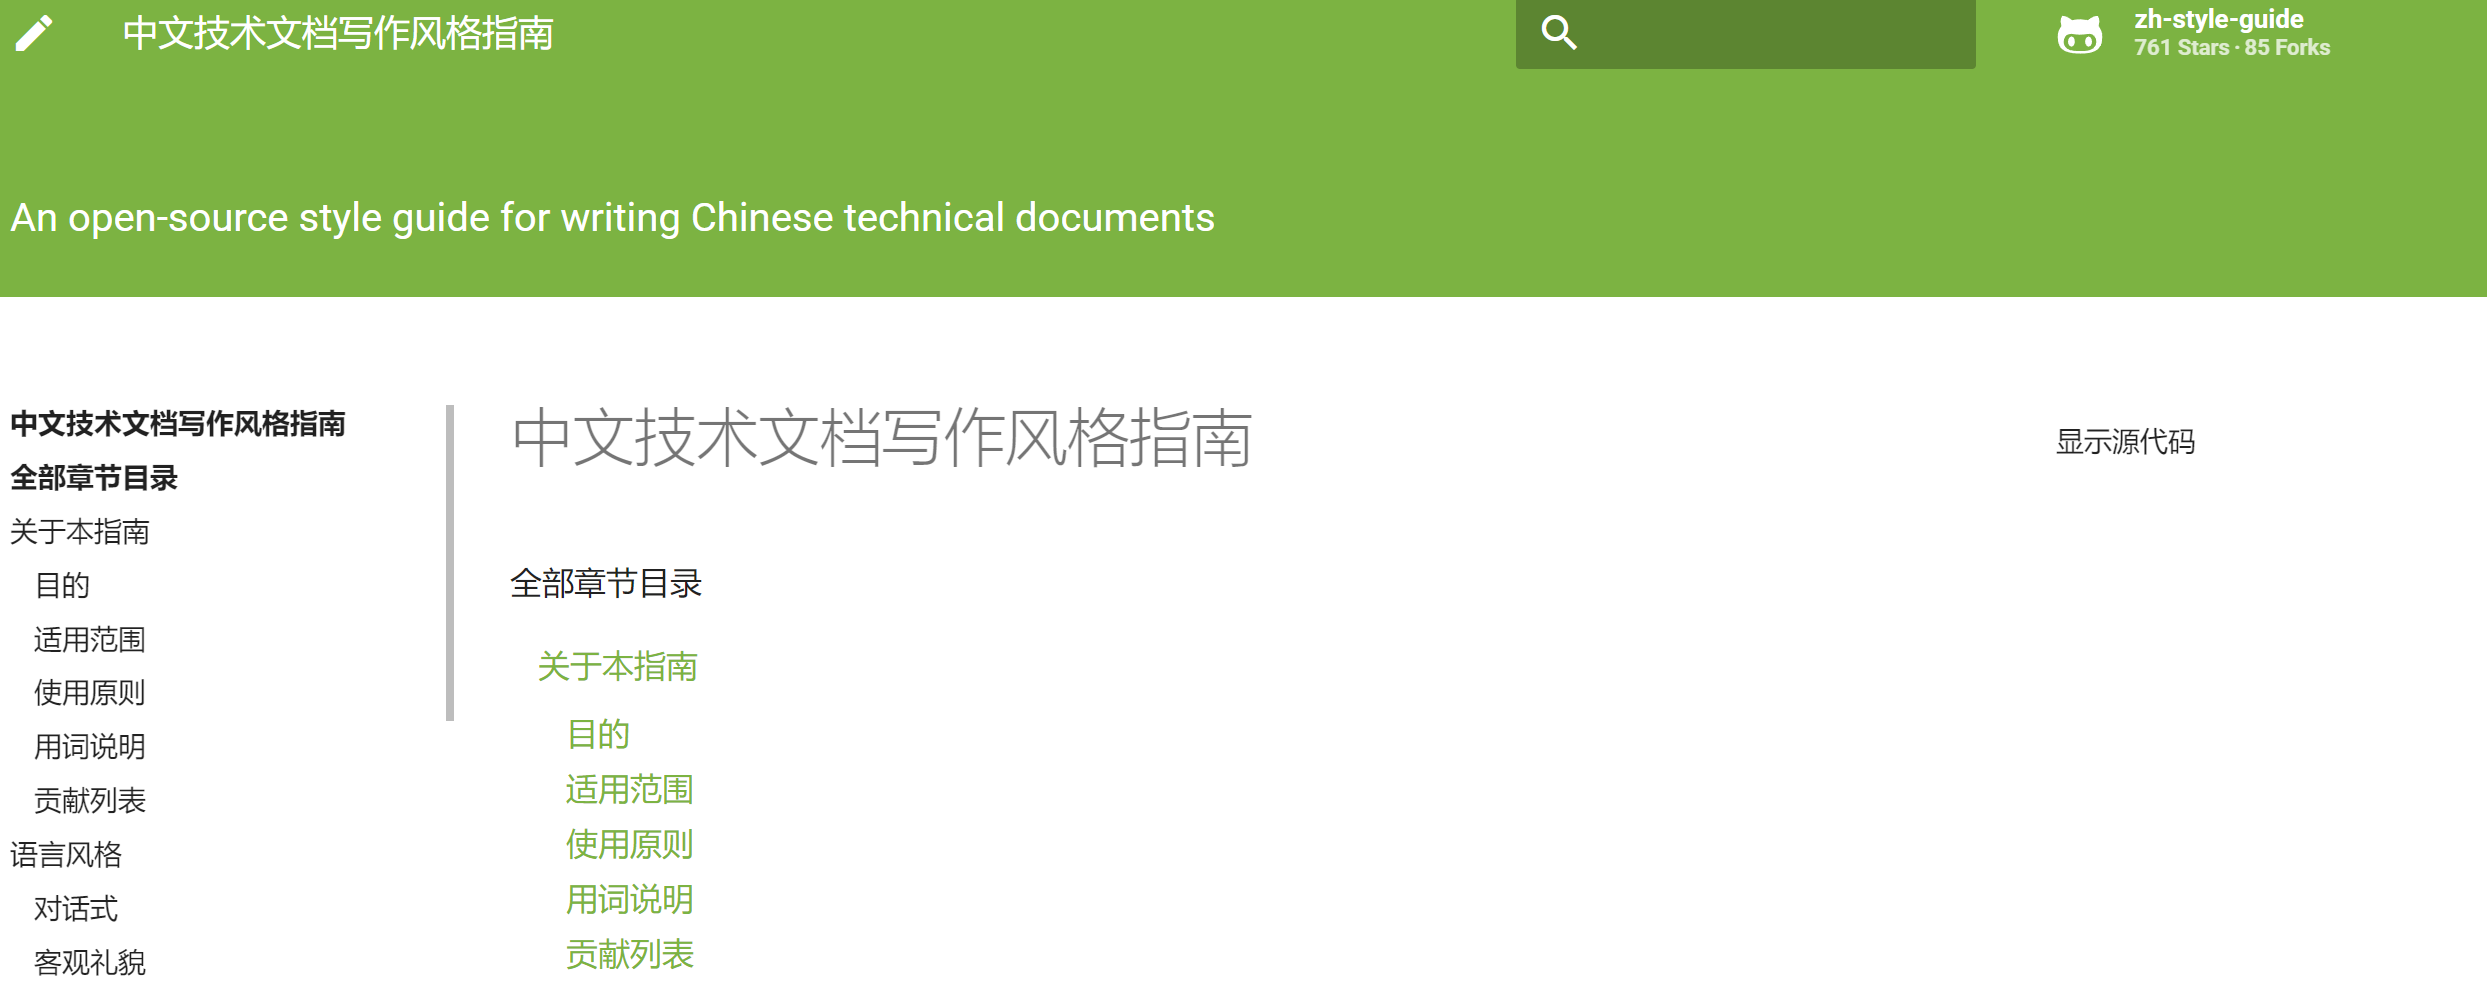 中文技术文档写作风格指南
zh-style-guide
761 Stars · 85 Forks
An open-source style guide for writing Chinese technical documents
中文技术文档写作风格指南
全部章节目录
关于本指南
目的
适用范围
使用原则
用词说明
贡献列表
语言风格
对话式
客观礼貌
中文技术文档写作风格指南
全部章节目录
关于本指南
目的
适用范围
使用原则
用词说明
贡献列表
显示源代码